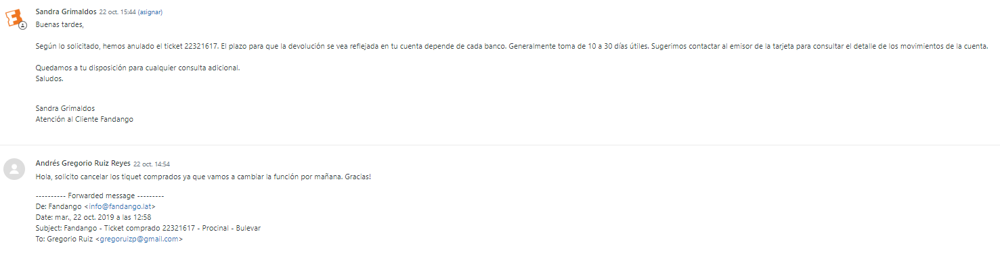 Sandra Grimaldos 22 oct. 15:44 (asignar)
Buenas tardes,
Según lo solicitado, hemos anulado el ticket 22321617. El plazo para que la devolución se vea reflejada en tu cuenta depende de cada banco. Generalmente toma de 10 a 30 días útiles. Sugerimos contactar al emisor de la tarjeta para consultar el detalle de los movimientos de la cuenta.
Quedamos a tu disposición para cualquier consulta adicional.
Saludos.
Sandra Grimaldos
Atención al Cliente Fandango
Andrés Gregorio Ruiz Reyes 22 oct. 14:54
Hola, solicito cancelar los tiquet comprados ya que vamos a cambiar la función por mañana. Gracias!
---------- Forwarded message ---------
De: Fandango <info@fandango.lat>
Date: mar., 22 oct. 2019 a las 12:58
Subject: Fandango - Ticket comprado 22321617 - Procinal - Bulevar
To: Gregorio Ruiz <gregoruizp@gmail.com>